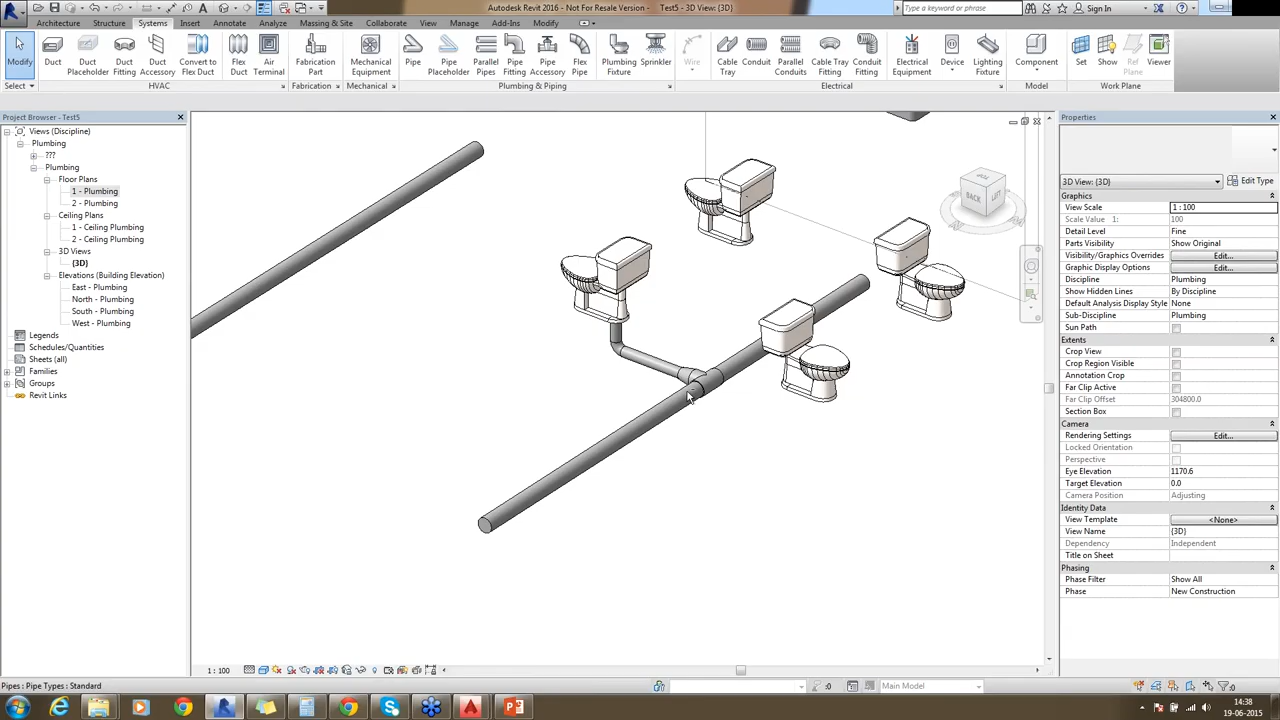 Autodesk Revit 2016 - Not For Resale Version - Test5 - 3D View: {3D}
Type a keyword or phrase
Sign In
Architecture Structure Systems Insert Annotate Analyze Massing & Site Collaborate View Manage Add-Ins Modify
Modify
Duct
Duct Placeholder
Duct Fitting
Duct Accessory
Convert to Flex Duct
Flex Duct
Air Terminal
Fabrication Part
Mechanical Equipment
Pipe
Pipe Placeholder
Parallel Pipes
Pipe Fitting
Pipe Accessory
Flex Pipe
Plumbing Fixture
Sprinkler
Wire
Cable Tray
Conduit
Parallel Conduits
Cable Tray Fitting
Conduit Fitting
Electrical Equipment
Device
Lighting Fixture
Component
Set
Show
Ref Plane
Viewer
Select HVAC Fabrication Mechanical Plumbing & Piping Electrical Model Work Plane
Project Browser - Test5
Views (Discipline)
Plumbing
???
Plumbing
Floor Plans
1 - Plumbing
2 - Plumbing
Ceiling Plans
1 - Ceiling Plumbing
2 - Ceiling Plumbing
3D Views
{3D}
Elevations (Building Elevation)
East - Plumbing
North - Plumbing
South - Plumbing
West - Plumbing
Legends
Schedules/Quantities
Sheets (all)
Families
Groups
Revit Links
BACK
LEFT
Properties
3D View: {3D}
Edit Type
Graphics
View Scale 1 : 100
Scale Value 1: 100
Detail Level Fine
Parts Visibility Show Original
Visibility/Graphics Overrides Edit...
Graphic Display Options Edit...
Discipline Plumbing
Show Hidden Lines By Discipline
Default Analysis Display Style None
Sub-Discipline Plumbing
Sun Path
Extents
Crop View
Crop Region Visible
Annotation Crop
Far Clip Active
Far Clip Offset 304800.0
Section Box
Camera
Rendering Settings Edit...
Locked Orientation
Perspective
Eye Elevation 1170.6
Target Elevation 0.0
Camera Position Adjusting
Identity Data
View Template <None>
View Name {3D}
Dependency Independent
Title on Sheet
Phasing
Phase Filter Show All
Phase New Construction
1 : 100
Pipes : Pipe Types : Standard
:0
Main Model
:0
14:38
19-06-2015